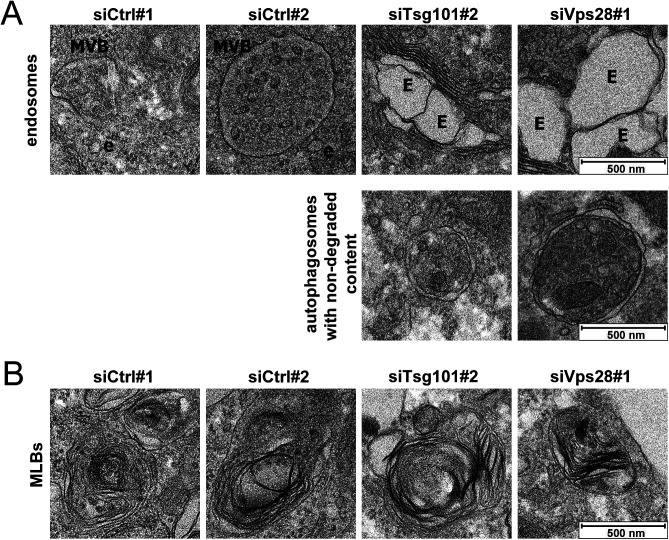 A
siCtrl#1 siCtrl#2 siTsg101#2 siVps28#1
endosomes
MVB
e
MVB
e
E
E
E
E
E
500 nm
autophagosomes
with non-degraded
content
500 nm
B
siCtrl#1 siCtrl#2 siTsg101#2 siVps28#1
MLBs
500 nm